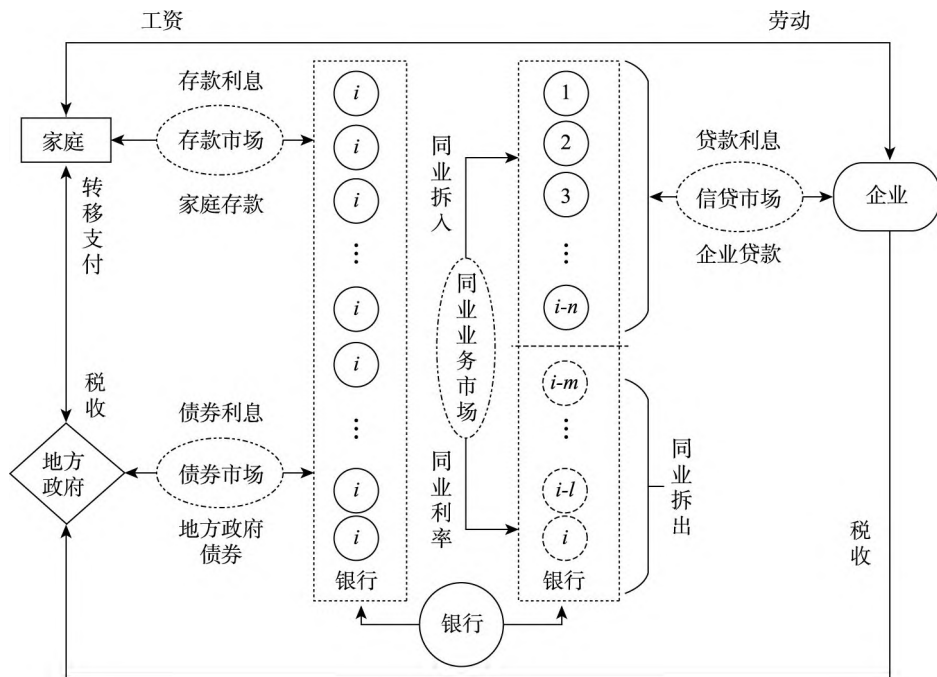 工资
劳动
存款利息
家庭
存款市场
家庭存款
转移支付
税收
债券利息
地方
政府
债券市场
地方政府
债券
i
i
i
⋮
i
i
⋮
i
i
银行
同业拆入
同业业务市场
同业利率
1
2
3
⋮
i-n
i-m
⋮
i-l
i
银行
银行
贷款利息
信贷市场
企业贷款
企业
同业拆出
税收